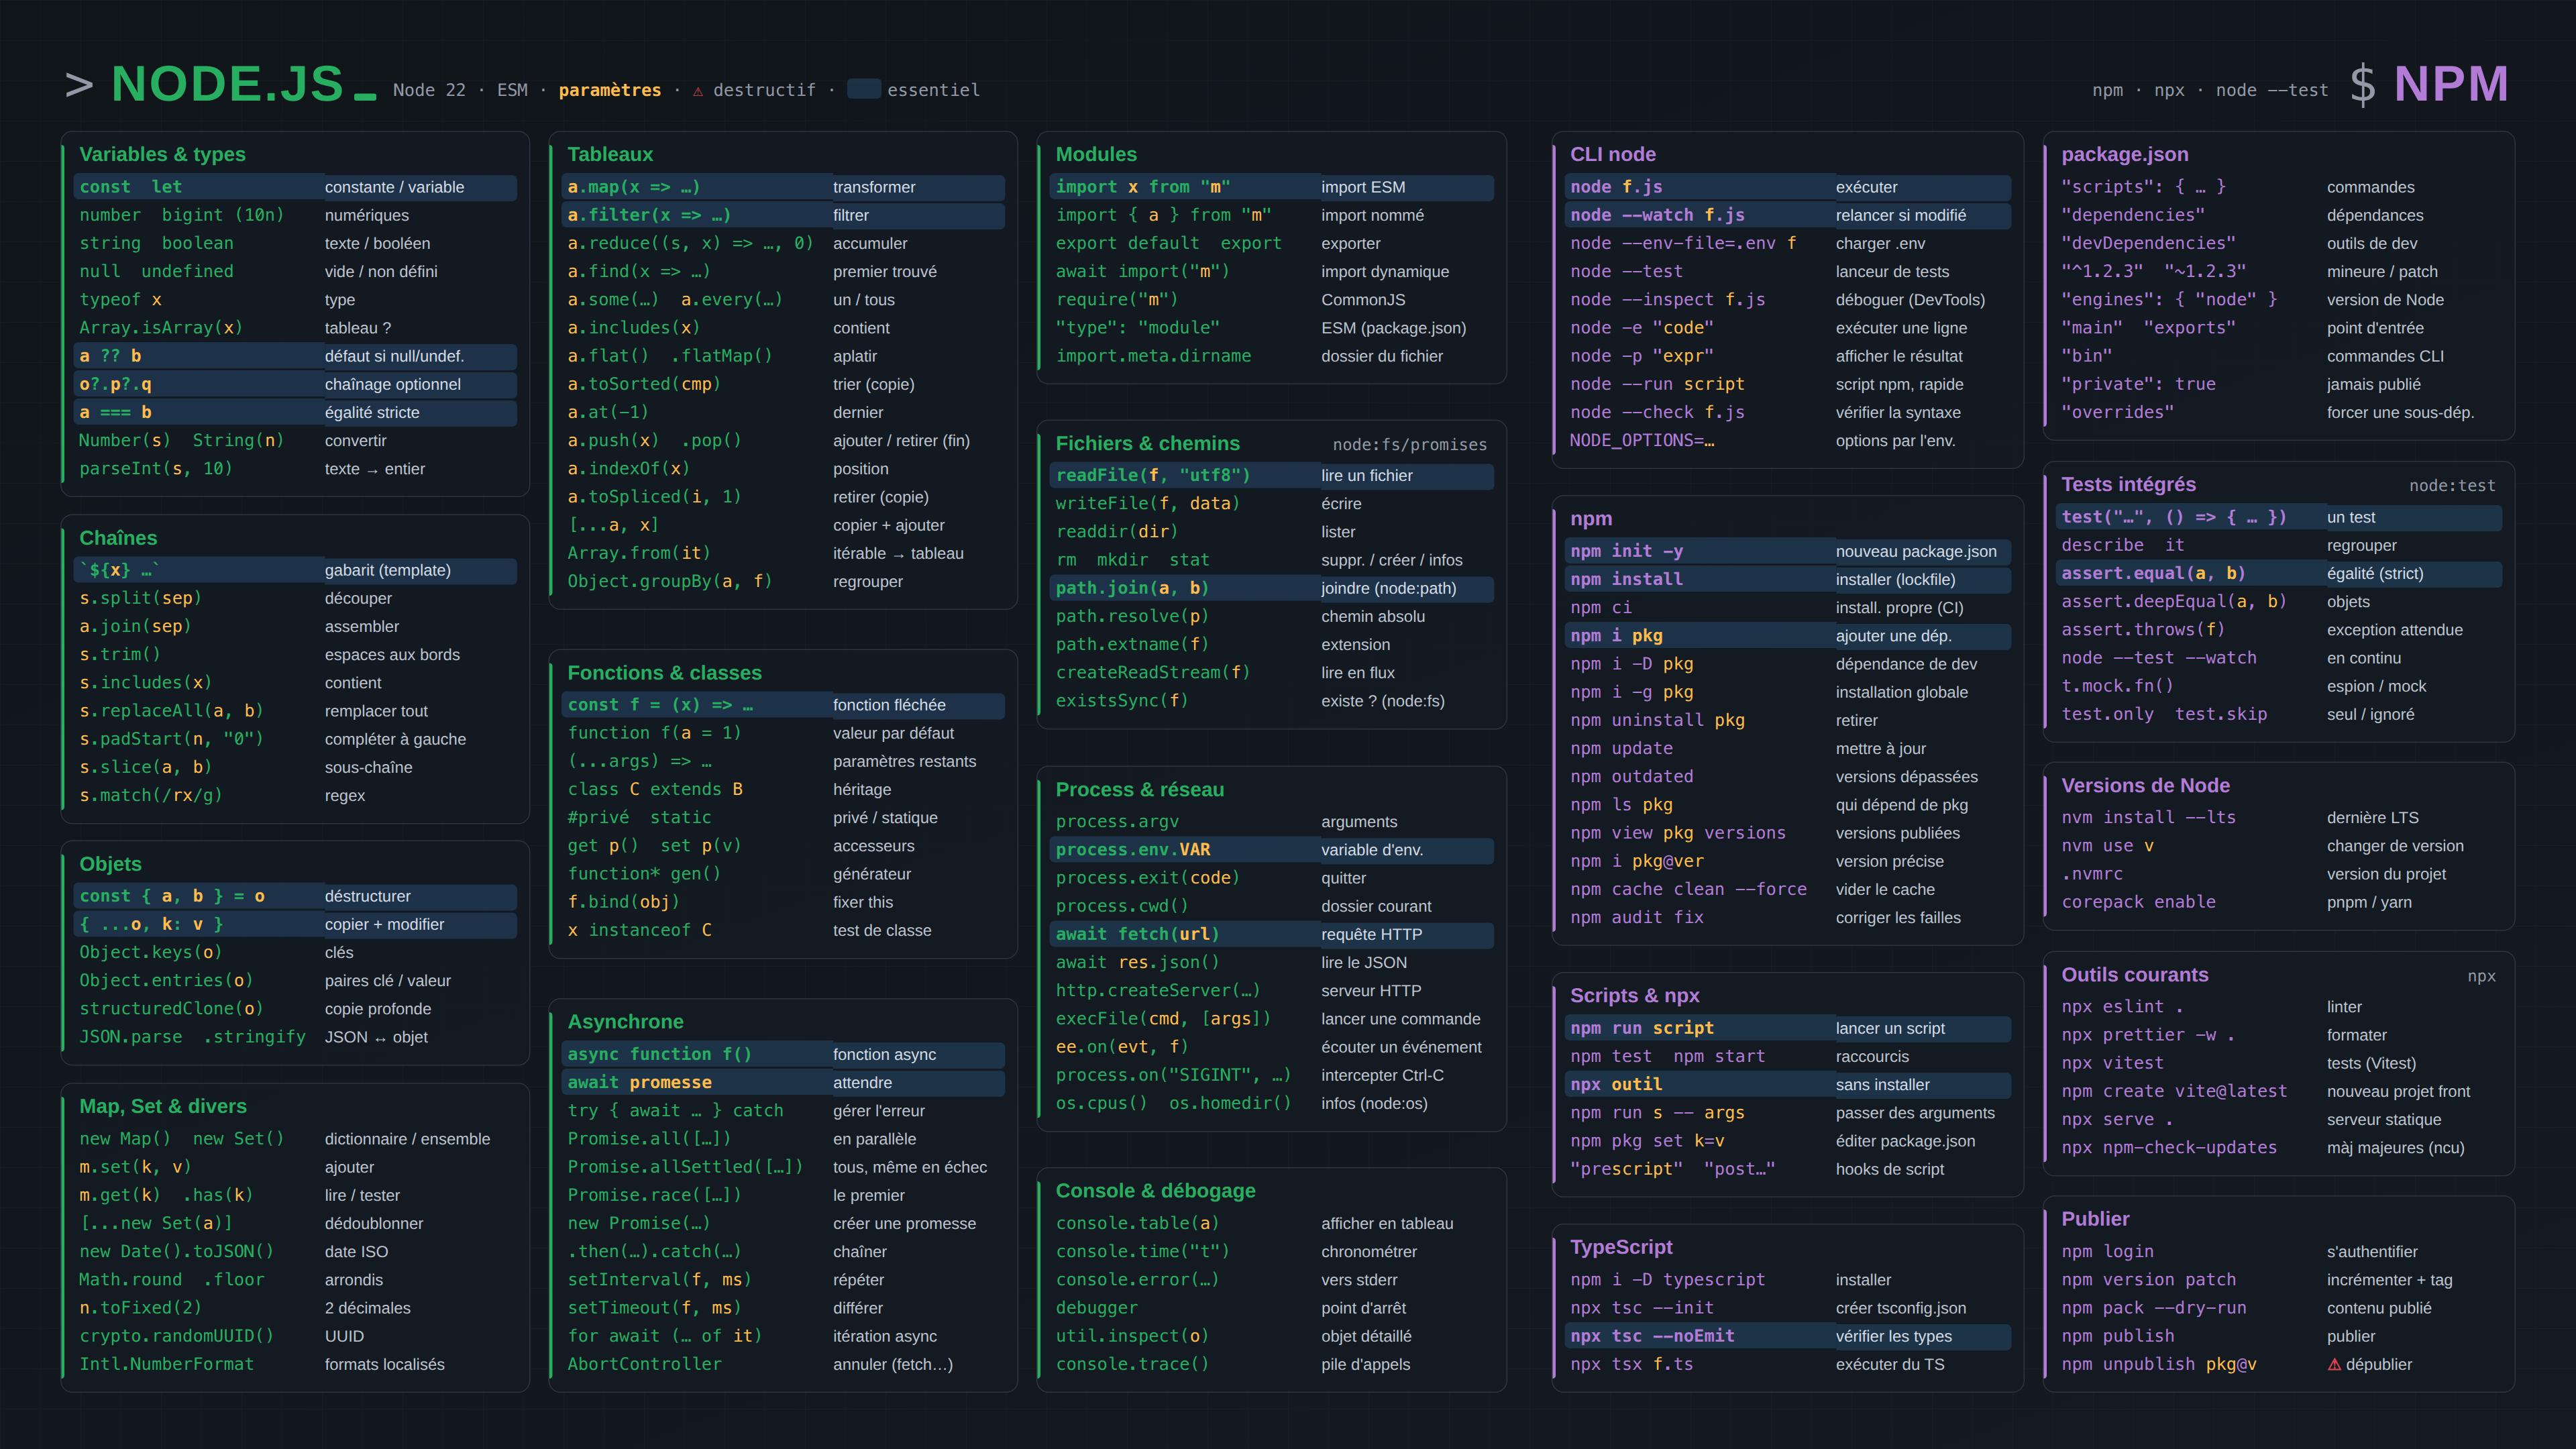 > NODE.JS Node 22 · ESM · paramètres · ⚠ destructif · essentiel
npm · npx · node --test $ NPM
Variables & types
const let constante / variable
number bigint (10n) numériques
string boolean texte / booléen
null undefined vide / non défini
typeof x type
Array.isArray(x) tableau ?
a ?? b défaut si null/undef.
o?.p?.q chaînage optionnel
a === b égalité stricte
Number(s) String(n) convertir
parseInt(s, 10) texte → entier
Chaînes
`${x} …` gabarit (template)
s.split(sep) découper
a.join(sep) assembler
s.trim() espaces aux bords
s.includes(x) contient
s.replaceAll(a, b) remplacer tout
s.padStart(n, "0") compléter à gauche
s.slice(a, b) sous-chaîne
s.match(/rx/g) regex
Objets
const { a, b } = o déstructurer
{ ...o, k: v } copier + modifier
Object.keys(o) clés
Object.entries(o) paires clé / valeur
structuredClone(o) copie profonde
JSON.parse .stringify JSON ↔ objet
Map, Set & divers
new Map() new Set() dictionnaire / ensemble
m.set(k, v) ajouter
m.get(k) .has(k) lire / tester
[...new Set(a)] dédoublonner
new Date().toJSON() date ISO
Math.round .floor arrondis
n.toFixed(2) 2 décimales
crypto.randomUUID() UUID
Intl.NumberFormat formats localisés
Tableaux
a.map(x => …) transformer
a.filter(x => …) filtrer
a.reduce((s, x) => …, 0) accumuler
a.find(x => …) premier trouvé
a.some(…) a.every(…) un / tous
a.includes(x) contient
a.flat() .flatMap() aplatir
a.toSorted(cmp) trier (copie)
a.at(-1) dernier
a.push(x) .pop() ajouter / retirer (fin)
a.indexOf(x) position
a.toSpliced(i, 1) retirer (copie)
[...a, x] copier + ajouter
Array.from(it) itérable → tableau
Object.groupBy(a, f) regrouper
Fonctions & classes
const f = (x) => … fonction fléchée
function f(a = 1) valeur par défaut
(...args) => … paramètres restants
class C extends B héritage
#privé static privé / statique
get p() set p(v) accesseurs
function* gen() générateur
f.bind(obj) fixer this
x instanceof C test de classe
Asynchrone
async function f() fonction async
await promesse attendre
try { await … } catch gérer l'erreur
Promise.all([…]) en parallèle
Promise.allSettled([…]) tous, même en échec
Promise.race([…]) le premier
new Promise(…) créer une promesse
.then(…).catch(…) chaîner
setInterval(f, ms) répéter
setTimeout(f, ms) différer
for await (… of it) itération async
AbortController annuler (fetch…)
Modules
import x from "m" import ESM
import { a } from "m" import nommé
export default export exporter
await import("m") import dynamique
require("m") CommonJS
"type": "module" ESM (package.json)
import.meta.dirname dossier du fichier
Fichiers & chemins node:fs/promises
readFile(f, "utf8") lire un fichier
writeFile(f, data) écrire
readdir(dir) lister
rm mkdir stat suppr. / créer / infos
path.join(a, b) joindre (node:path)
path.resolve(p) chemin absolu
path.extname(f) extension
createReadStream(f) lire en flux
existsSync(f) existe ? (node:fs)
Process & réseau
process.argv arguments
process.env.VAR variable d'env.
process.exit(code) quitter
process.cwd() dossier courant
await fetch(url) requête HTTP
await res.json() lire le JSON
http.createServer(…) serveur HTTP
execFile(cmd, [args]) lancer une commande
ee.on(evt, f) écouter un événement
process.on("SIGINT", …) intercepter Ctrl-C
os.cpus() os.homedir() infos (node:os)
Console & débogage
console.table(a) afficher en tableau
console.time("t") chronométrer
console.error(…) vers stderr
debugger point d'arrêt
util.inspect(o) objet détaillé
console.trace() pile d'appels
CLI node
node f.js exécuter
node --watch f.js relancer si modifié
node --env-file=.env f charger .env
node --test lanceur de tests
node --inspect f.js déboguer (DevTools)
node -e "code" exécuter une ligne
node -p "expr" afficher le résultat
node --run script script npm, rapide
node --check f.js vérifier la syntaxe
NODE_OPTIONS=… options par l'env.
npm
npm init -y nouveau package.json
npm install installer (lockfile)
npm ci install. propre (CI)
npm i pkg ajouter une dép.
npm i -D pkg dépendance de dev
npm i -g pkg installation globale
npm uninstall pkg retirer
npm update mettre à jour
npm outdated versions dépassées
npm ls pkg qui dépend de pkg
npm view pkg versions versions publiées
npm i pkg@ver version précise
npm cache clean --force vider le cache
npm audit fix corriger les failles
Scripts & npx
npm run script lancer un script
npm test npm start raccourcis
npx outil sans installer
npm run s -- args passer des arguments
npm pkg set k=v éditer package.json
"prescript" "post…" hooks de script
TypeScript
npm i -D typescript installer
npx tsc --init créer tsconfig.json
npx tsc --noEmit vérifier les types
npx tsx f.ts exécuter du TS
package.json
"scripts": { … } commandes
"dependencies" dépendances
"devDependencies" outils de dev
"^1.2.3" "~1.2.3" mineure / patch
"engines": { "node" } version de Node
"main" "exports" point d'entrée
"bin" commandes CLI
"private": true jamais publié
"overrides" forcer une sous-dép.
Tests intégrés node:test
test("…", () => { … }) un test
describe it regrouper
assert.equal(a, b) égalité (strict)
assert.deepEqual(a, b) objets
assert.throws(f) exception attendue
node --test --watch en continu
t.mock.fn() espion / mock
test.only test.skip seul / ignoré
Versions de Node
nvm install --lts dernière LTS
nvm use v changer de version
.nvmrc version du projet
corepack enable pnpm / yarn
Outils courants npx
npx eslint . linter
npx prettier -w . formater
npx vitest tests (Vitest)
npm create vite@latest nouveau projet front
npx serve . serveur statique
npx npm-check-updates màj majeures (ncu)
Publier
npm login s'authentifier
npm version patch incrémenter + tag
npm pack --dry-run contenu publié
npm publish publier
npm unpublish pkg@v ⚠ dépublier